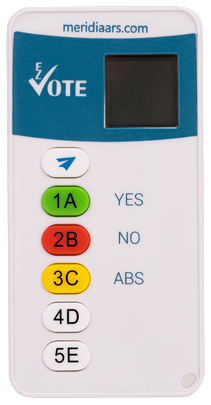 meridiaars.com
EZ
VOTE
1A YES
2B NO
3C ABS
4D
5E